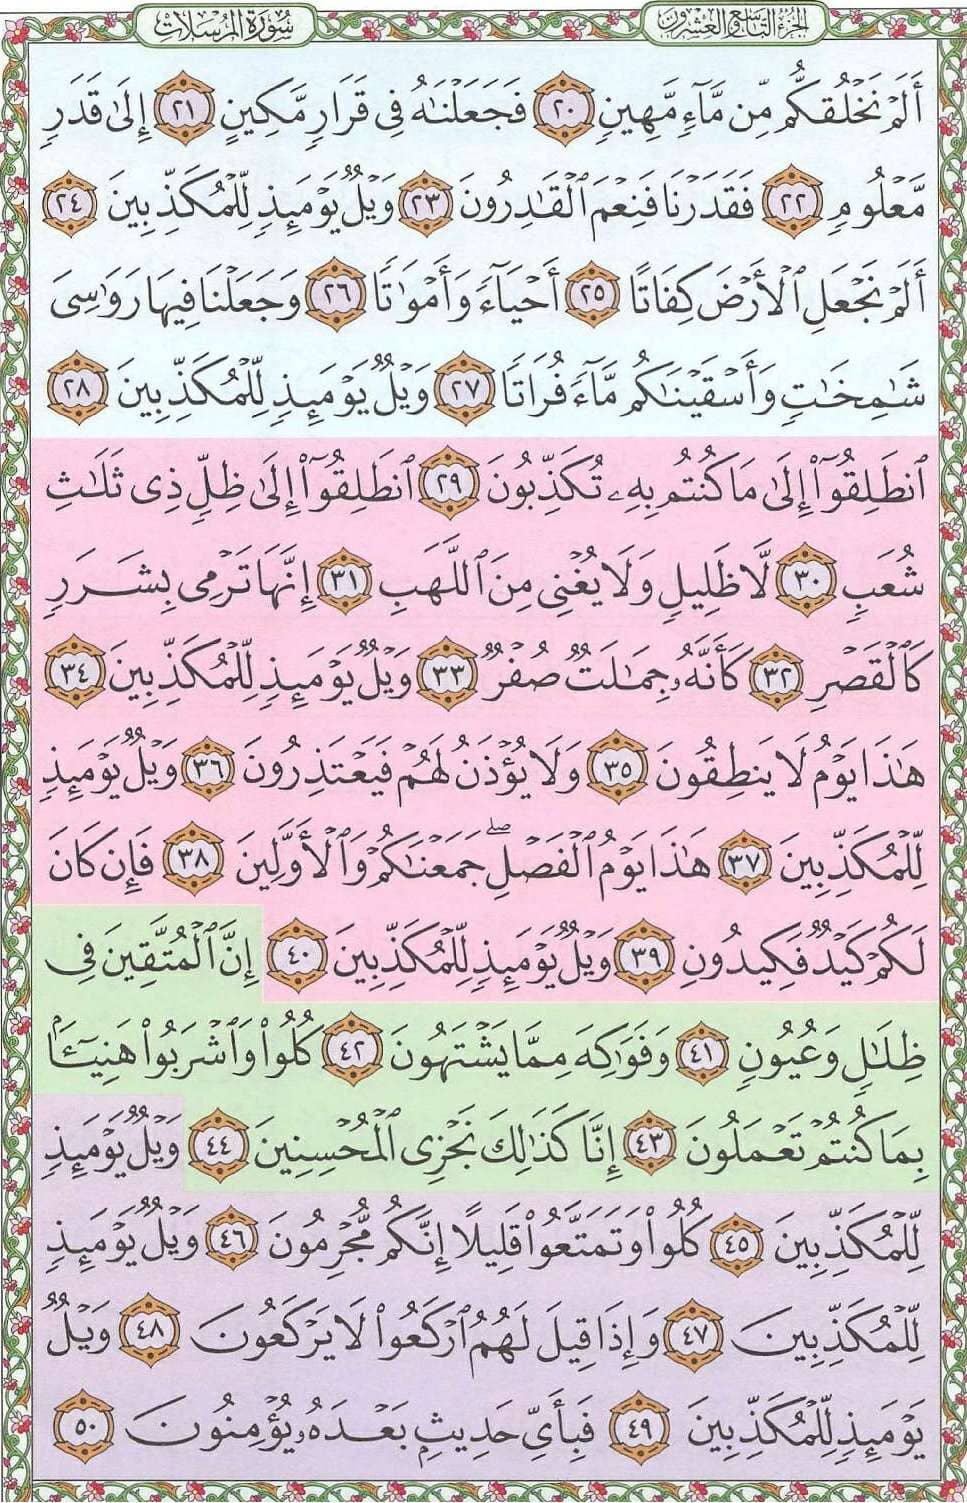 الجزء التاسع والعشرون
سورة المرسلات
أَلَمۡ نَخۡلُقكُّم مِّن مَّآءٖ مَّهِينٖ ٢٠ فَجَعَلۡنَٰهُ فِي قَرَارٖ مَّكِينٍ ٢١ إِلَىٰ قَدَرٖ
مَّعۡلُومٖ ٢٢ فَقَدَرۡنَا فَنِعۡمَ ٱلۡقَٰدِرُونَ ٢٣ وَيۡلٞ يَوۡمَئِذٖ لِّلۡمُكَذِّبِينَ ٢٤
أَلَمۡ نَجۡعَلِ ٱلۡأَرۡضَ كِفَاتًا ٢٥ أَحۡيَآءٗ وَأَمۡوَٰتٗا ٢٦ وَجَعَلۡنَا فِيهَا رَوَٰسِيَ
شَٰمِخَٰتٖ وَأَسۡقَيۡنَٰكُم مَّآءٗ فُرَاتٗا ٢٧ وَيۡلٞ يَوۡمَئِذٖ لِّلۡمُكَذِّبِينَ ٢٨
ٱنطَلِقُوٓاْ إِلَىٰ مَا كُنتُم بِهِۦ تُكَذِّبُونَ ٢٩ ٱنطَلِقُوٓاْ إِلَىٰ ظِلّٖ ذِي ثَلَٰثِ
شُعَبٖ ٣٠ لَّا ظَلِيلٖ وَلَا يُغۡنِي مِنَ ٱللَّهَبِ ٣١ إِنَّهَا تَرۡمِي بِشَرَرٖ
كَٱلۡقَصۡرِ ٣٢ كَأَنَّهُۥ جِمَٰلَتٞ صُفۡرٞ ٣٣ وَيۡلٞ يَوۡمَئِذٖ لِّلۡمُكَذِّبِينَ ٣٤
هَٰذَا يَوۡمُ لَا يَنطِقُونَ ٣٥ وَلَا يُؤۡذَنُ لَهُمۡ فَيَعۡتَذِرُونَ ٣٦ وَيۡلٞ يَوۡمَئِذٖ
لِّلۡمُكَذِّبِينَ ٣٧ هَٰذَا يَوۡمُ ٱلۡفَصۡلِۖ جَمَعۡنَٰكُمۡ وَٱلۡأَوَّلِينَ ٣٨ فَإِن كَانَ
لَكُمۡ كَيۡدٞ فَكِيدُونِ ٣٩ وَيۡلٞ يَوۡمَئِذٖ لِّلۡمُكَذِّبِينَ ٤٠ إِنَّ ٱلۡمُتَّقِينَ فِي
ظِلَٰلٖ وَعُيُونٖ ٤١ وَفَوَٰكِهَ مِمَّا يَشۡتَهُونَ ٤٢ كُلُواْ وَٱشۡرَبُواْ هَنِيٓـَٔۢا
بِمَا كُنتُمۡ تَعۡمَلُونَ ٤٣ إِنَّا كَذَٰلِكَ نَجۡزِي ٱلۡمُحۡسِنِينَ ٤٤ وَيۡلٞ يَوۡمَئِذٖ
لِّلۡمُكَذِّبِينَ ٤٥ كُلُواْ وَتَمَتَّعُواْ قَلِيلًا إِنَّكُم مُّجۡرِمُونَ ٤٦ وَيۡلٞ يَوۡمَئِذٖ
لِّلۡمُكَذِّبِينَ ٤٧ وَإِذَا قِيلَ لَهُمُ ٱرۡكَعُواْ لَا يَرۡكَعُونَ ٤٨ وَيۡلٞ
يَوۡمَئِذٖ لِّلۡمُكَذِّبِينَ ٤٩ فَبِأَيِّ حَدِيثِۭ بَعۡدَهُۥ يُؤۡمِنُونَ ٥٠